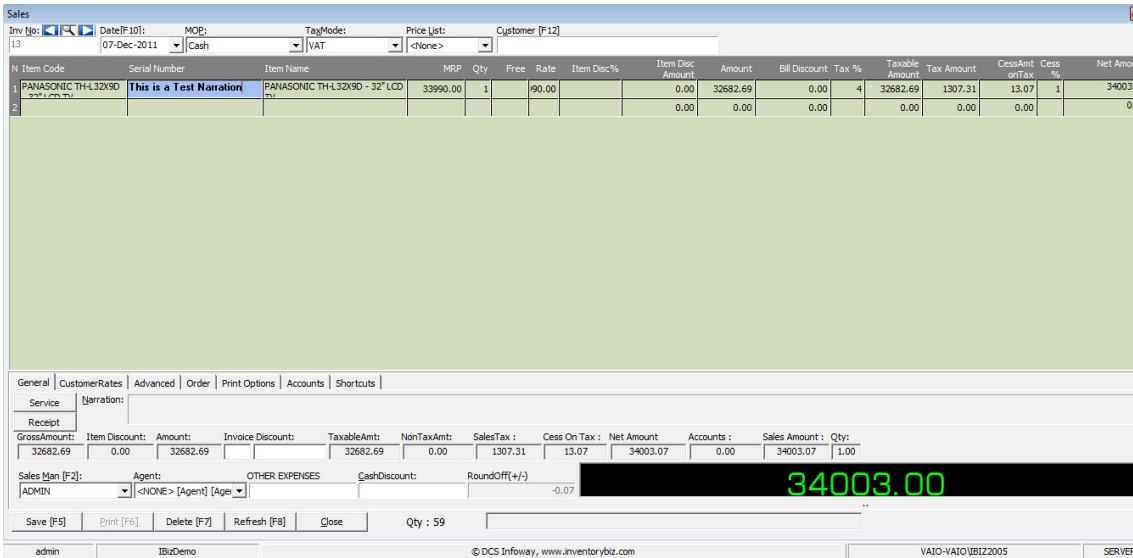 Sales
Inv No: Date[F10]: MOP: TaxMode: Price List: Customer [F12]
13 07-Dec-2011 Cash VAT <None>
N Item Code Serial Number Item Name MRP Qty Free Rate Item Disc% Item Disc Amount Amount Bill Discount Tax % Taxable Amount Tax Amount CessAmt onTax Cess % Net Amou
1 PANASONIC TH-L32X9D This is a Test Narration PANASONIC TH-L32X9D - 32" LCD 33990.00 1 90.00 0.00 32682.69 0.00 4 32682.69 1307.31 13.07 1 34003
2 0.00 0.00 0.00 0.00 0.00 0.00 0
General CustomerRates Advanced Order Print Options Accounts Shortcuts
Service Narration:
Receipt
GrossAmount: Item Discount: Amount: Invoice Discount: TaxableAmt: NonTaxAmt: SalesTax : Cess On Tax : Net Amount Accounts : Sales Amount : Qty:
32682.69 0.00 32682.69 32682.69 0.00 1307.31 13.07 34003.07 0.00 34003.07 1.00
Sales Man [F2]: Agent: OTHER EXPENSES CashDiscount: RoundOff(+/-)
ADMIN <NONE> [Agent] [Age -0.07 34003.00
Save [F5] Print [F6] Delete [F7] Refresh [F8] Close Qty : 59
admin IBizDemo © DCS Infoway, www.inventorybiz.com VAIO-VAIO\IBIZ2005 SERVER